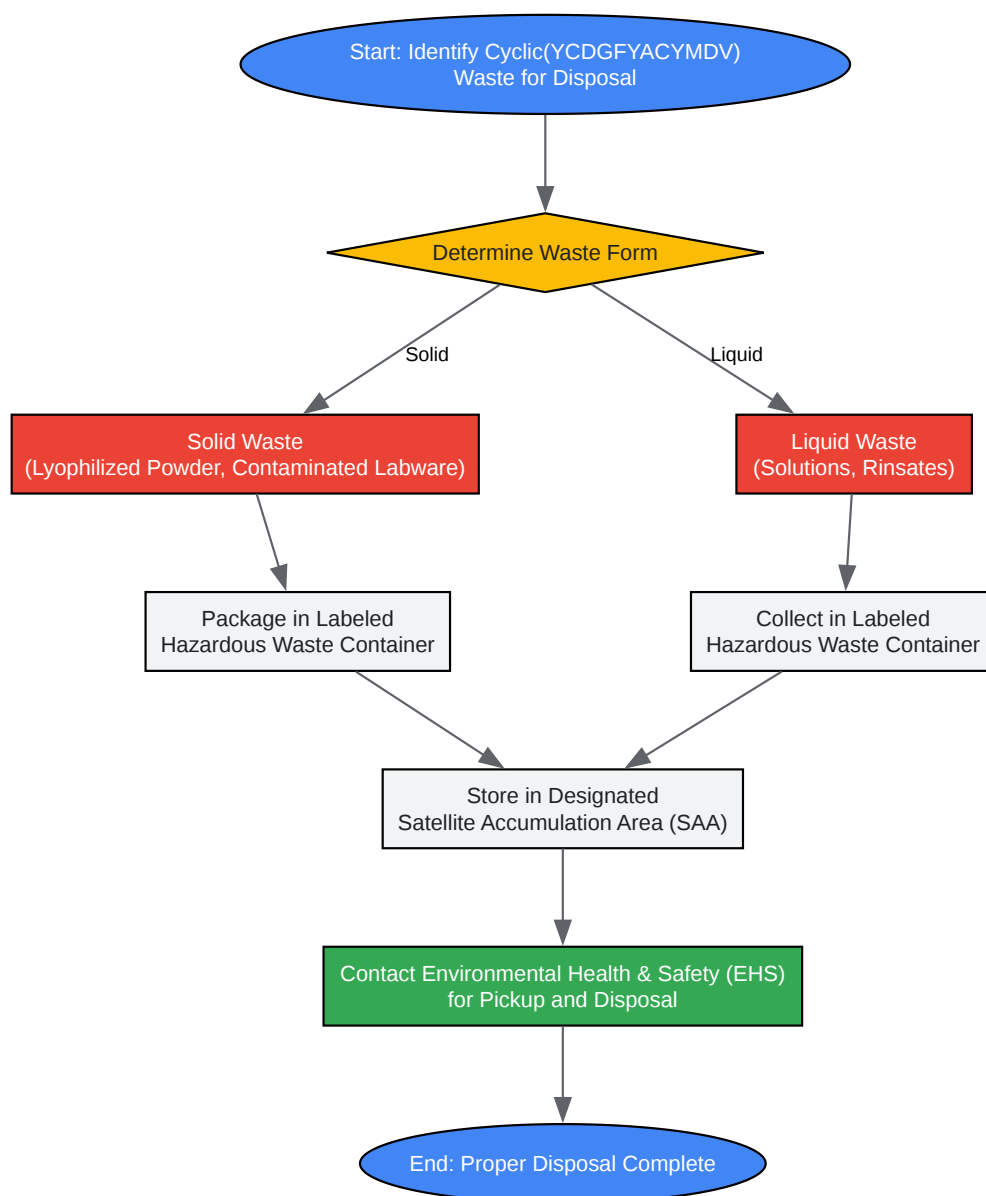 Start: Identify Cyclic(YCDGFYACYMDV)
Waste for Disposal
Determine Waste Form
Solid
Liquid
Solid Waste
(Lyophilized Powder, Contaminated Labware)
Liquid Waste
(Solutions, Rinsates)
Package in Labeled
Hazardous Waste Container
Collect in Labeled
Hazardous Waste Container
Store in Designated
Satellite Accumulation Area (SAA)
Contact Environmental Health & Safety (EHS)
for Pickup and Disposal
End: Proper Disposal Complete